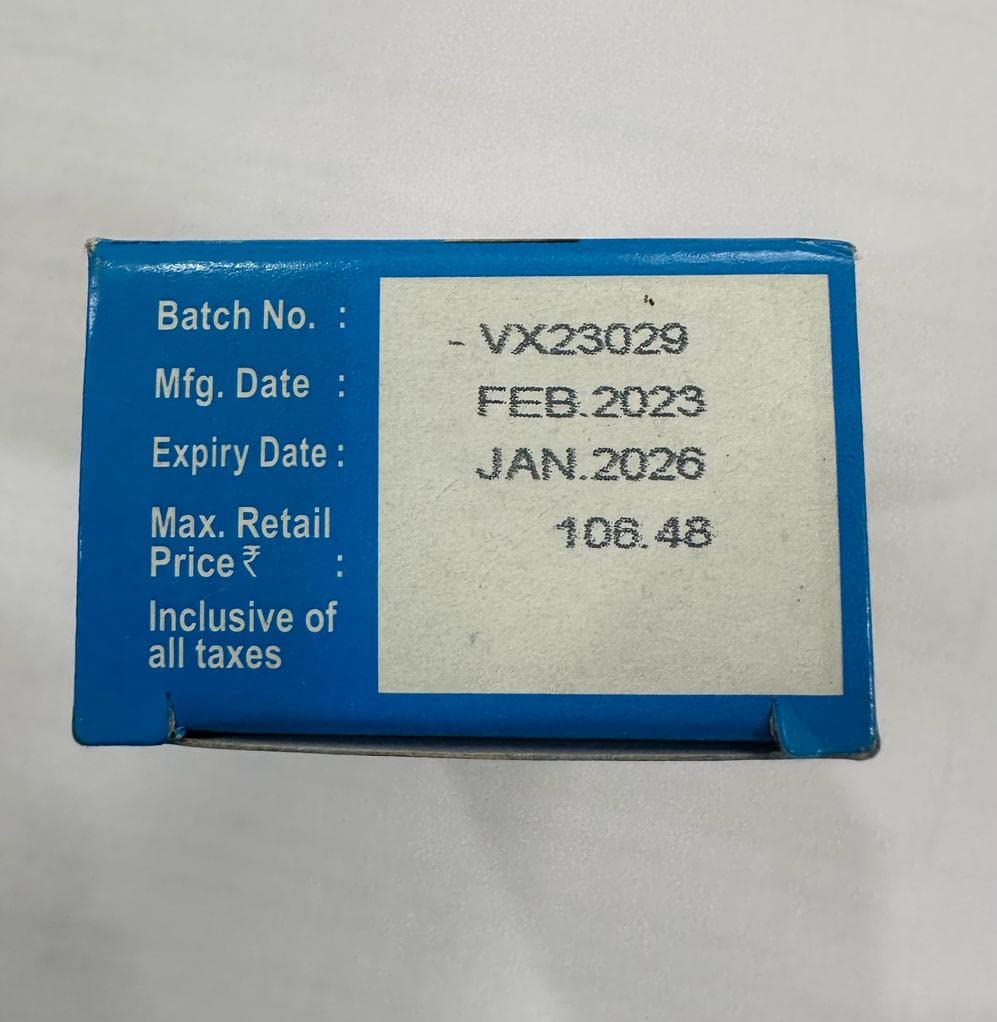 Batch No. : - VX23029
Mfg. Date : FEB.2023
Expiry Date : JAN.2026
Max. Retail
Price ₹ : 106.48
Inclusive of
all taxes